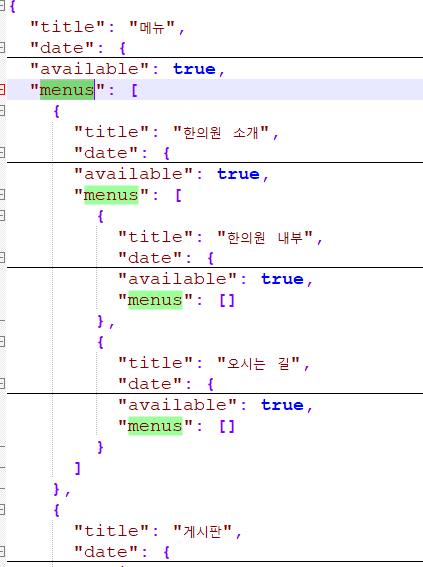 {
"title": "메뉴",
"date": {
"available": true,
"menus": [
{
"title": "한의원 소개",
"date": {
"available": true,
"menus": [
{
"title": "한의원 내부",
"date": {
"available": true,
"menus": []
},
{
"title": "오시는 길",
"date": {
"available": true,
"menus": []
}
]
},
{
"title": "게시판",
"date": {